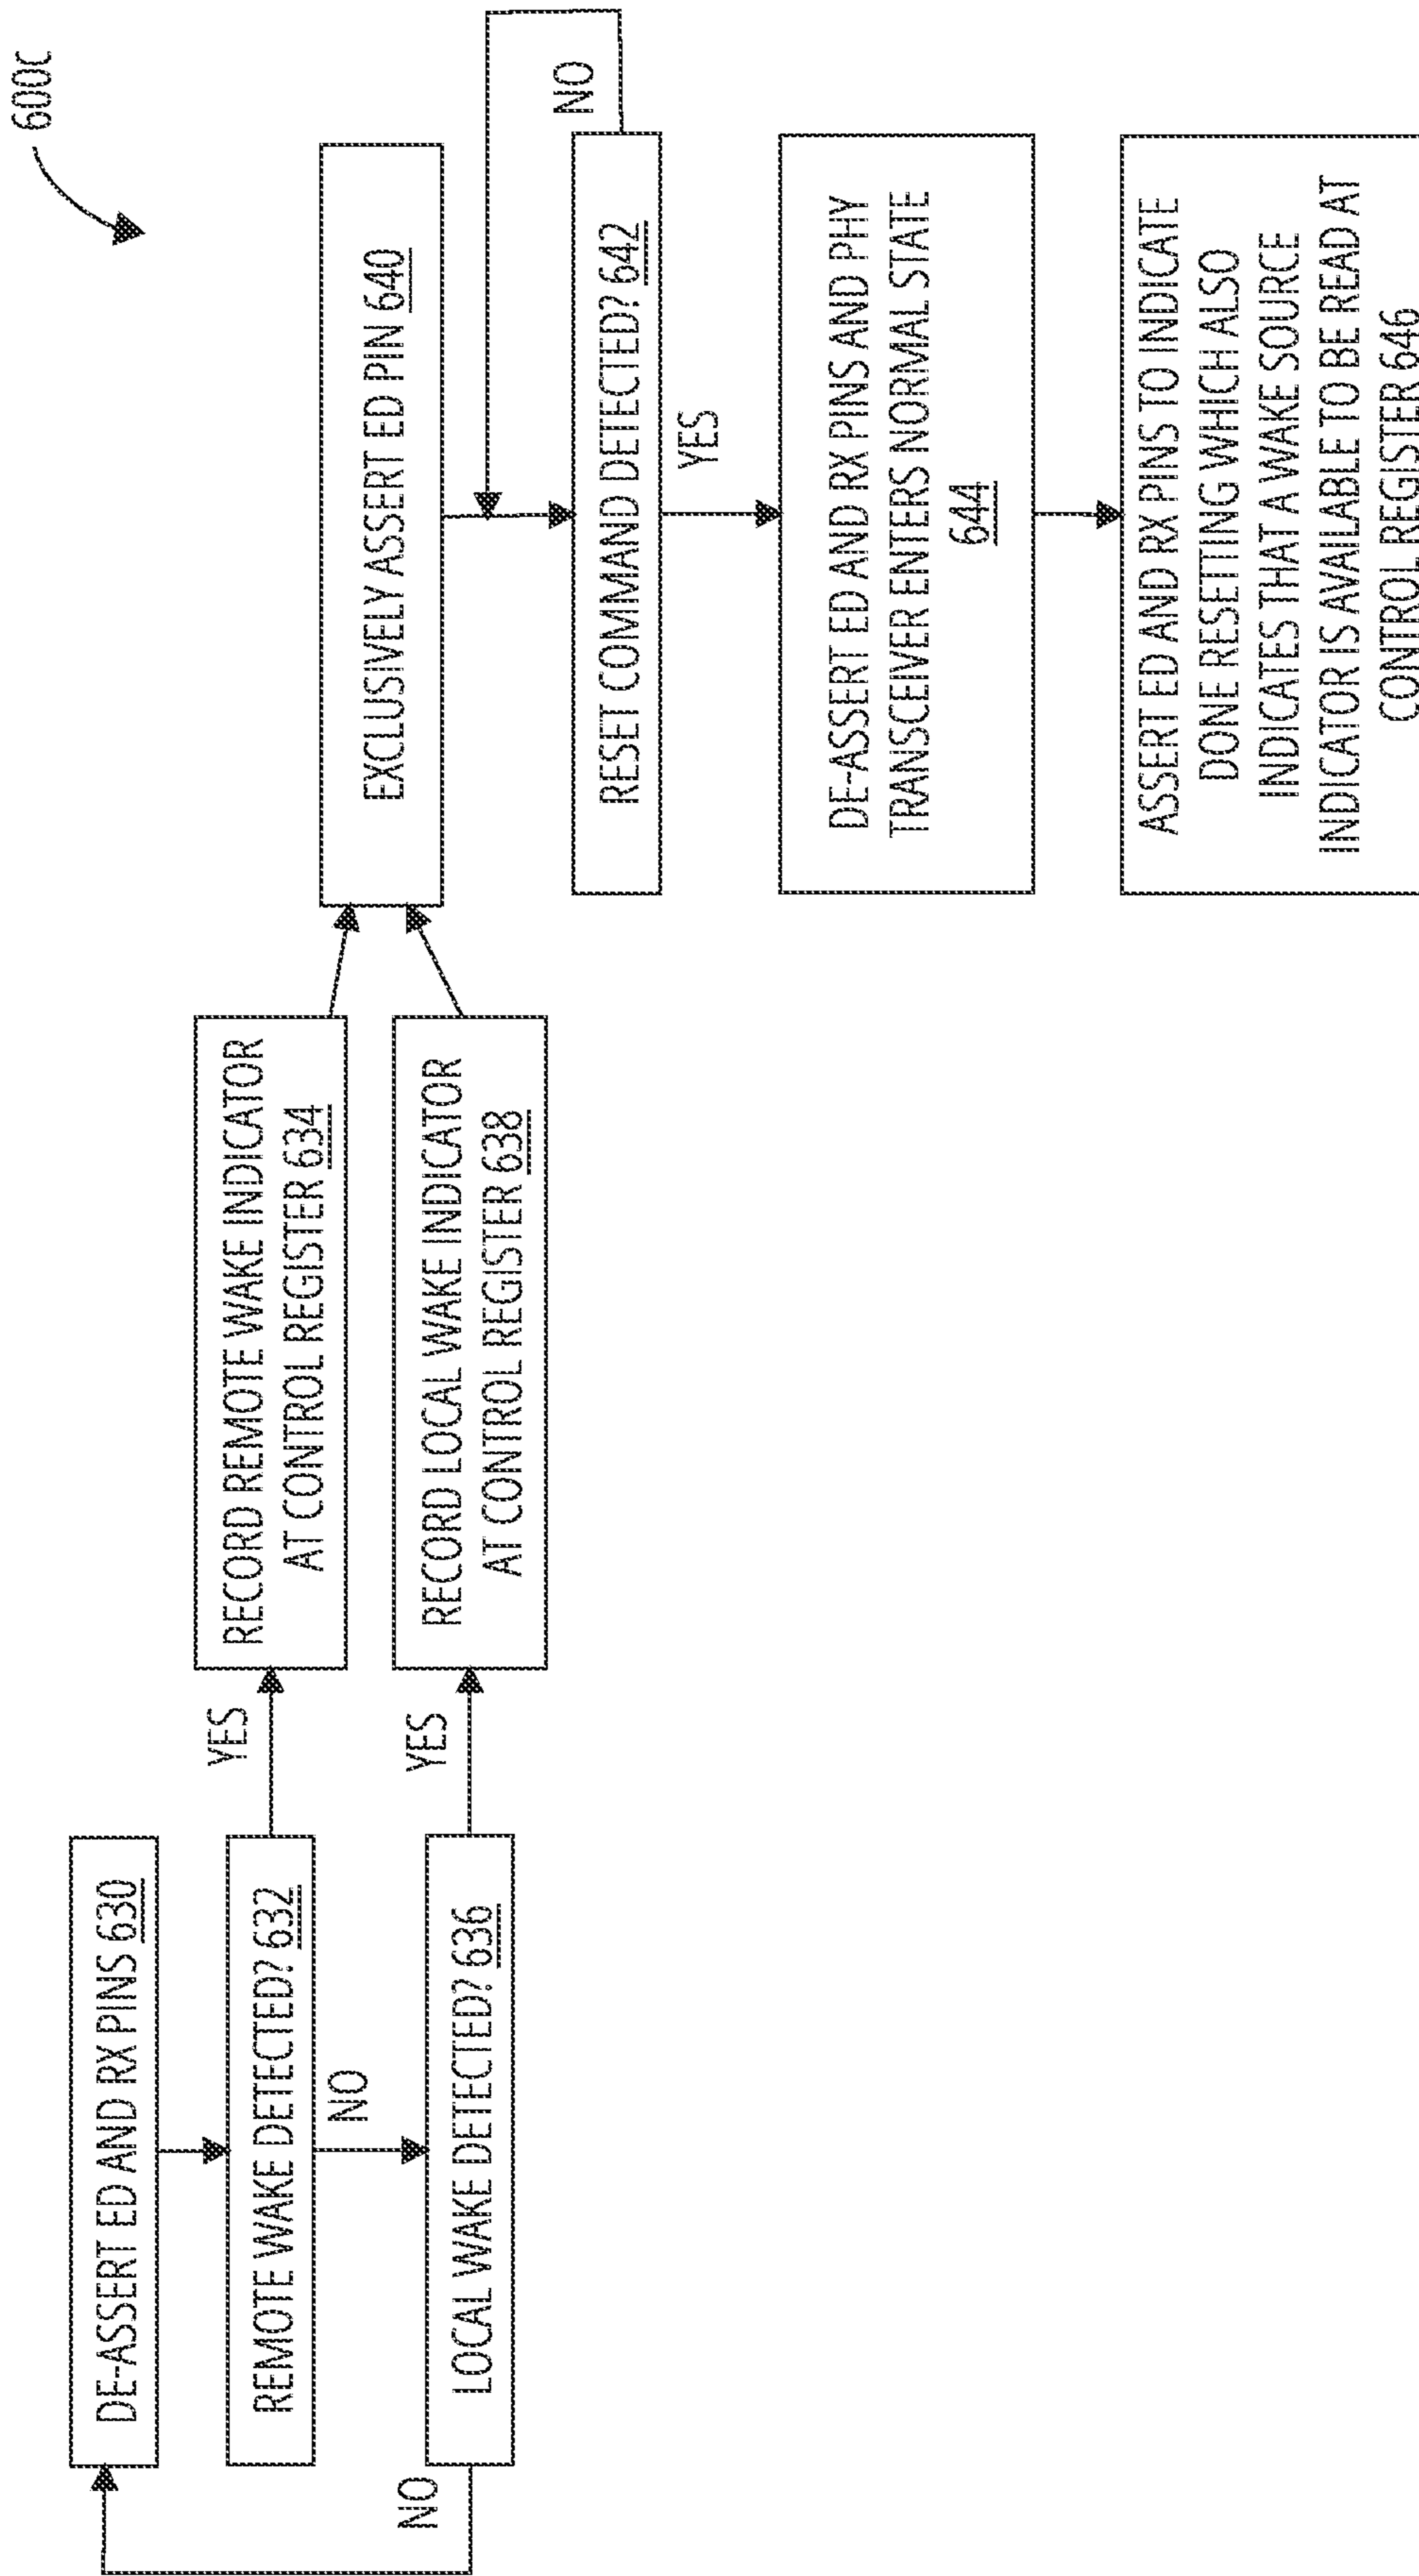 600C
DE-ASSERT ED AND RX PINS 630
REMOTE WAKE DETECTED? 632
YES
NO
RECORD REMOTE WAKE INDICATOR
AT CONTROL REGISTER 634
LOCAL WAKE DETECTED? 636
YES
NO
RECORD LOCAL WAKE INDICATOR
AT CONTROL REGISTER 638
EXCLUSIVELY ASSERT ED PIN 640
RESET COMMAND DETECTED? 642
NO
YES
DE-ASSERT ED AND RX PINS AND PHY
TRANSCEIVER ENTERS NORMAL STATE
644
ASSERT ED AND RX PINS TO INDICATE
DONE RESETTING WHICH ALSO
INDICATES THAT A WAKE SOURCE
INDICATOR IS AVAILABLE TO BE READ AT
CONTROL REGISTER 646